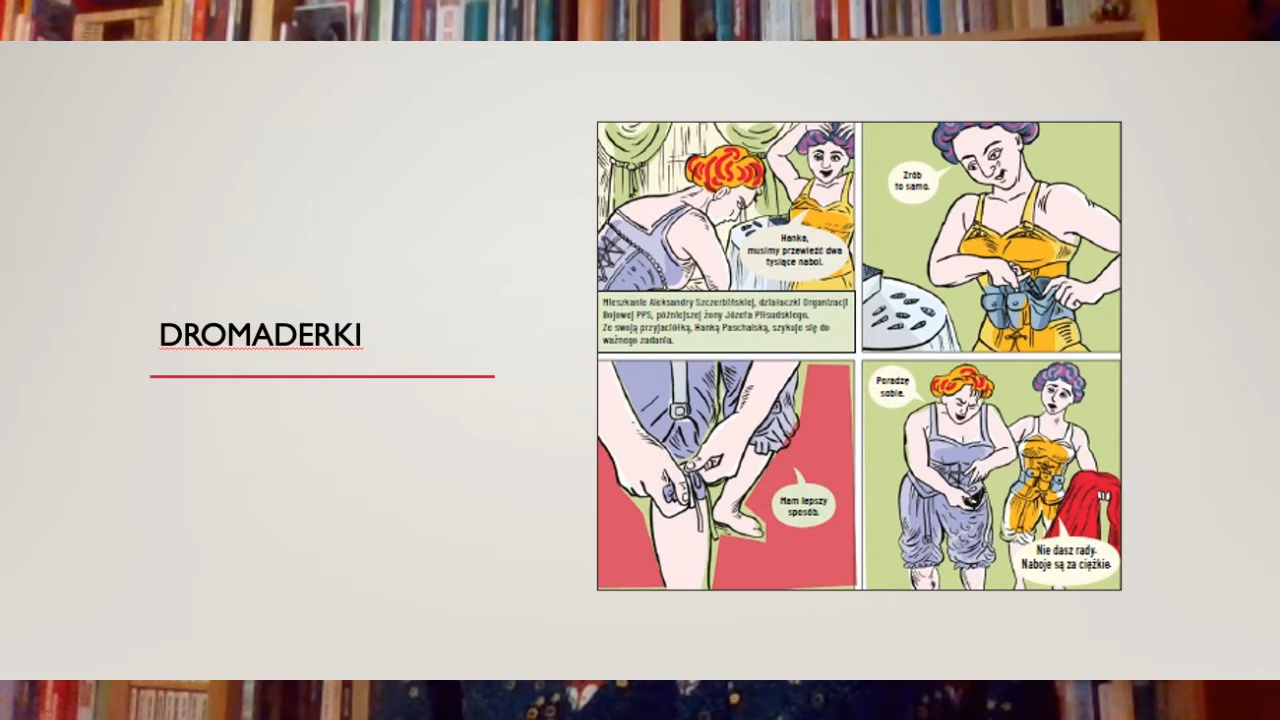 DROMADERKI
Hanka,
musimy przewieźć dwa
tysiące naboi.
Mieszkanie Aleksandry Szczerbińskiej, działaczki Organizacji
Bojowej PPS, późniejszej żony Józefa Piłsudskiego.
Ze swoją przyjaciółką, Hanką Paschalską, szykuje się do
ważnego zadania.
Zrób
to samo.
Mam lepszy
sposób.
Poradzę
sobie.
Nie dasz rady.
Naboje są za ciężkie.